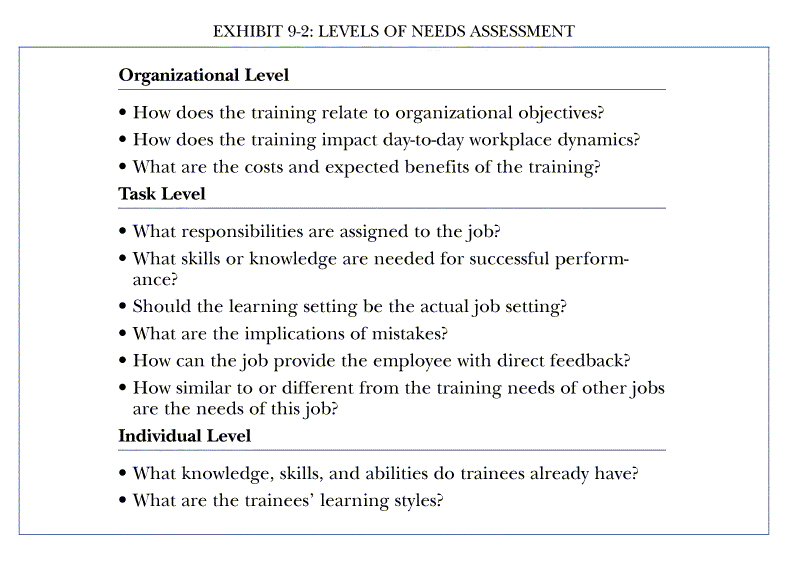 EXHIBIT 9-2: LEVELS OF NEEDS ASSESSMENT
Organizational Level
• How does the training relate to organizational objectives?
• How does the training impact day-to-day workplace dynamics?
• What are the costs and expected benefits of the training?
Task Level
• What responsibilities are assigned to the job?
• What skills or knowledge are needed for successful perform-
ance?
• Should the learning setting be the actual job setting?
• What are the implications of mistakes?
• How can the job provide the employee with direct feedback?
• How similar to or different from the training needs of other jobs
are the needs of this job?
Individual Level
• What knowledge, skills, and abilities do trainees already have?
• What are the trainees’ learning styles?